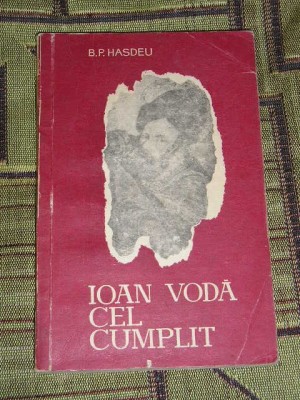 B.P. HASDEU
IOAN VODĂ
CEL
CUMPLIT